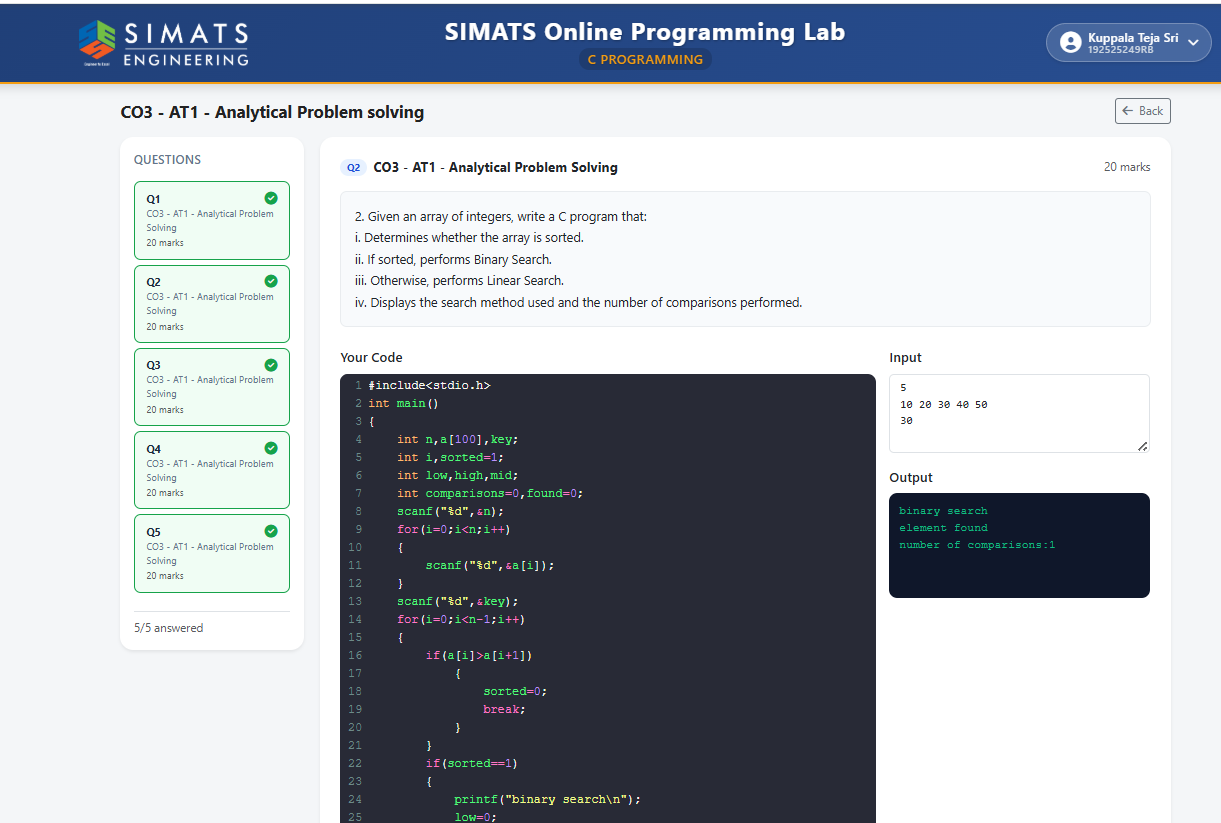 SIMATS
ENGINEERING
Engineer to Excel
SIMATS Online Programming Lab
C PROGRAMMING
Kuppala Teja Sri
192525249RB
CO3 - AT1 - Analytical Problem solving
← Back
QUESTIONS
Q1
CO3 - AT1 - Analytical Problem
Solving
20 marks
Q2
CO3 - AT1 - Analytical Problem
Solving
20 marks
Q3
CO3 - AT1 - Analytical Problem
Solving
20 marks
Q4
CO3 - AT1 - Analytical Problem
Solving
20 marks
Q5
CO3 - AT1 - Analytical Problem
Solving
20 marks
5/5 answered
Q2 CO3 - AT1 - Analytical Problem Solving
20 marks
2. Given an array of integers, write a C program that:
i. Determines whether the array is sorted.
ii. If sorted, performs Binary Search.
iii. Otherwise, performs Linear Search.
iv. Displays the search method used and the number of comparisons performed.
Your Code
1 #include<stdio.h>
2 int main()
3 {
4     int n,a[100],key;
5     int i,sorted=1;
6     int low,high,mid;
7     int comparisons=0,found=0;
8     scanf("%d",&n);
9     for(i=0;i<n;i++)
10     {
11         scanf("%d",&a[i]);
12     }
13     scanf("%d",&key);
14     for(i=0;i<n-1;i++)
15     {
16         if(a[i]>a[i+1])
17             {
18                 sorted=0;
19                 break;
20             }
21         }
22         if(sorted==1)
23         {
24             printf("binary search\n");
25             low=0;
Input
5
10 20 30 40 50
30
Output
binary search
element found
number of comparisons:1